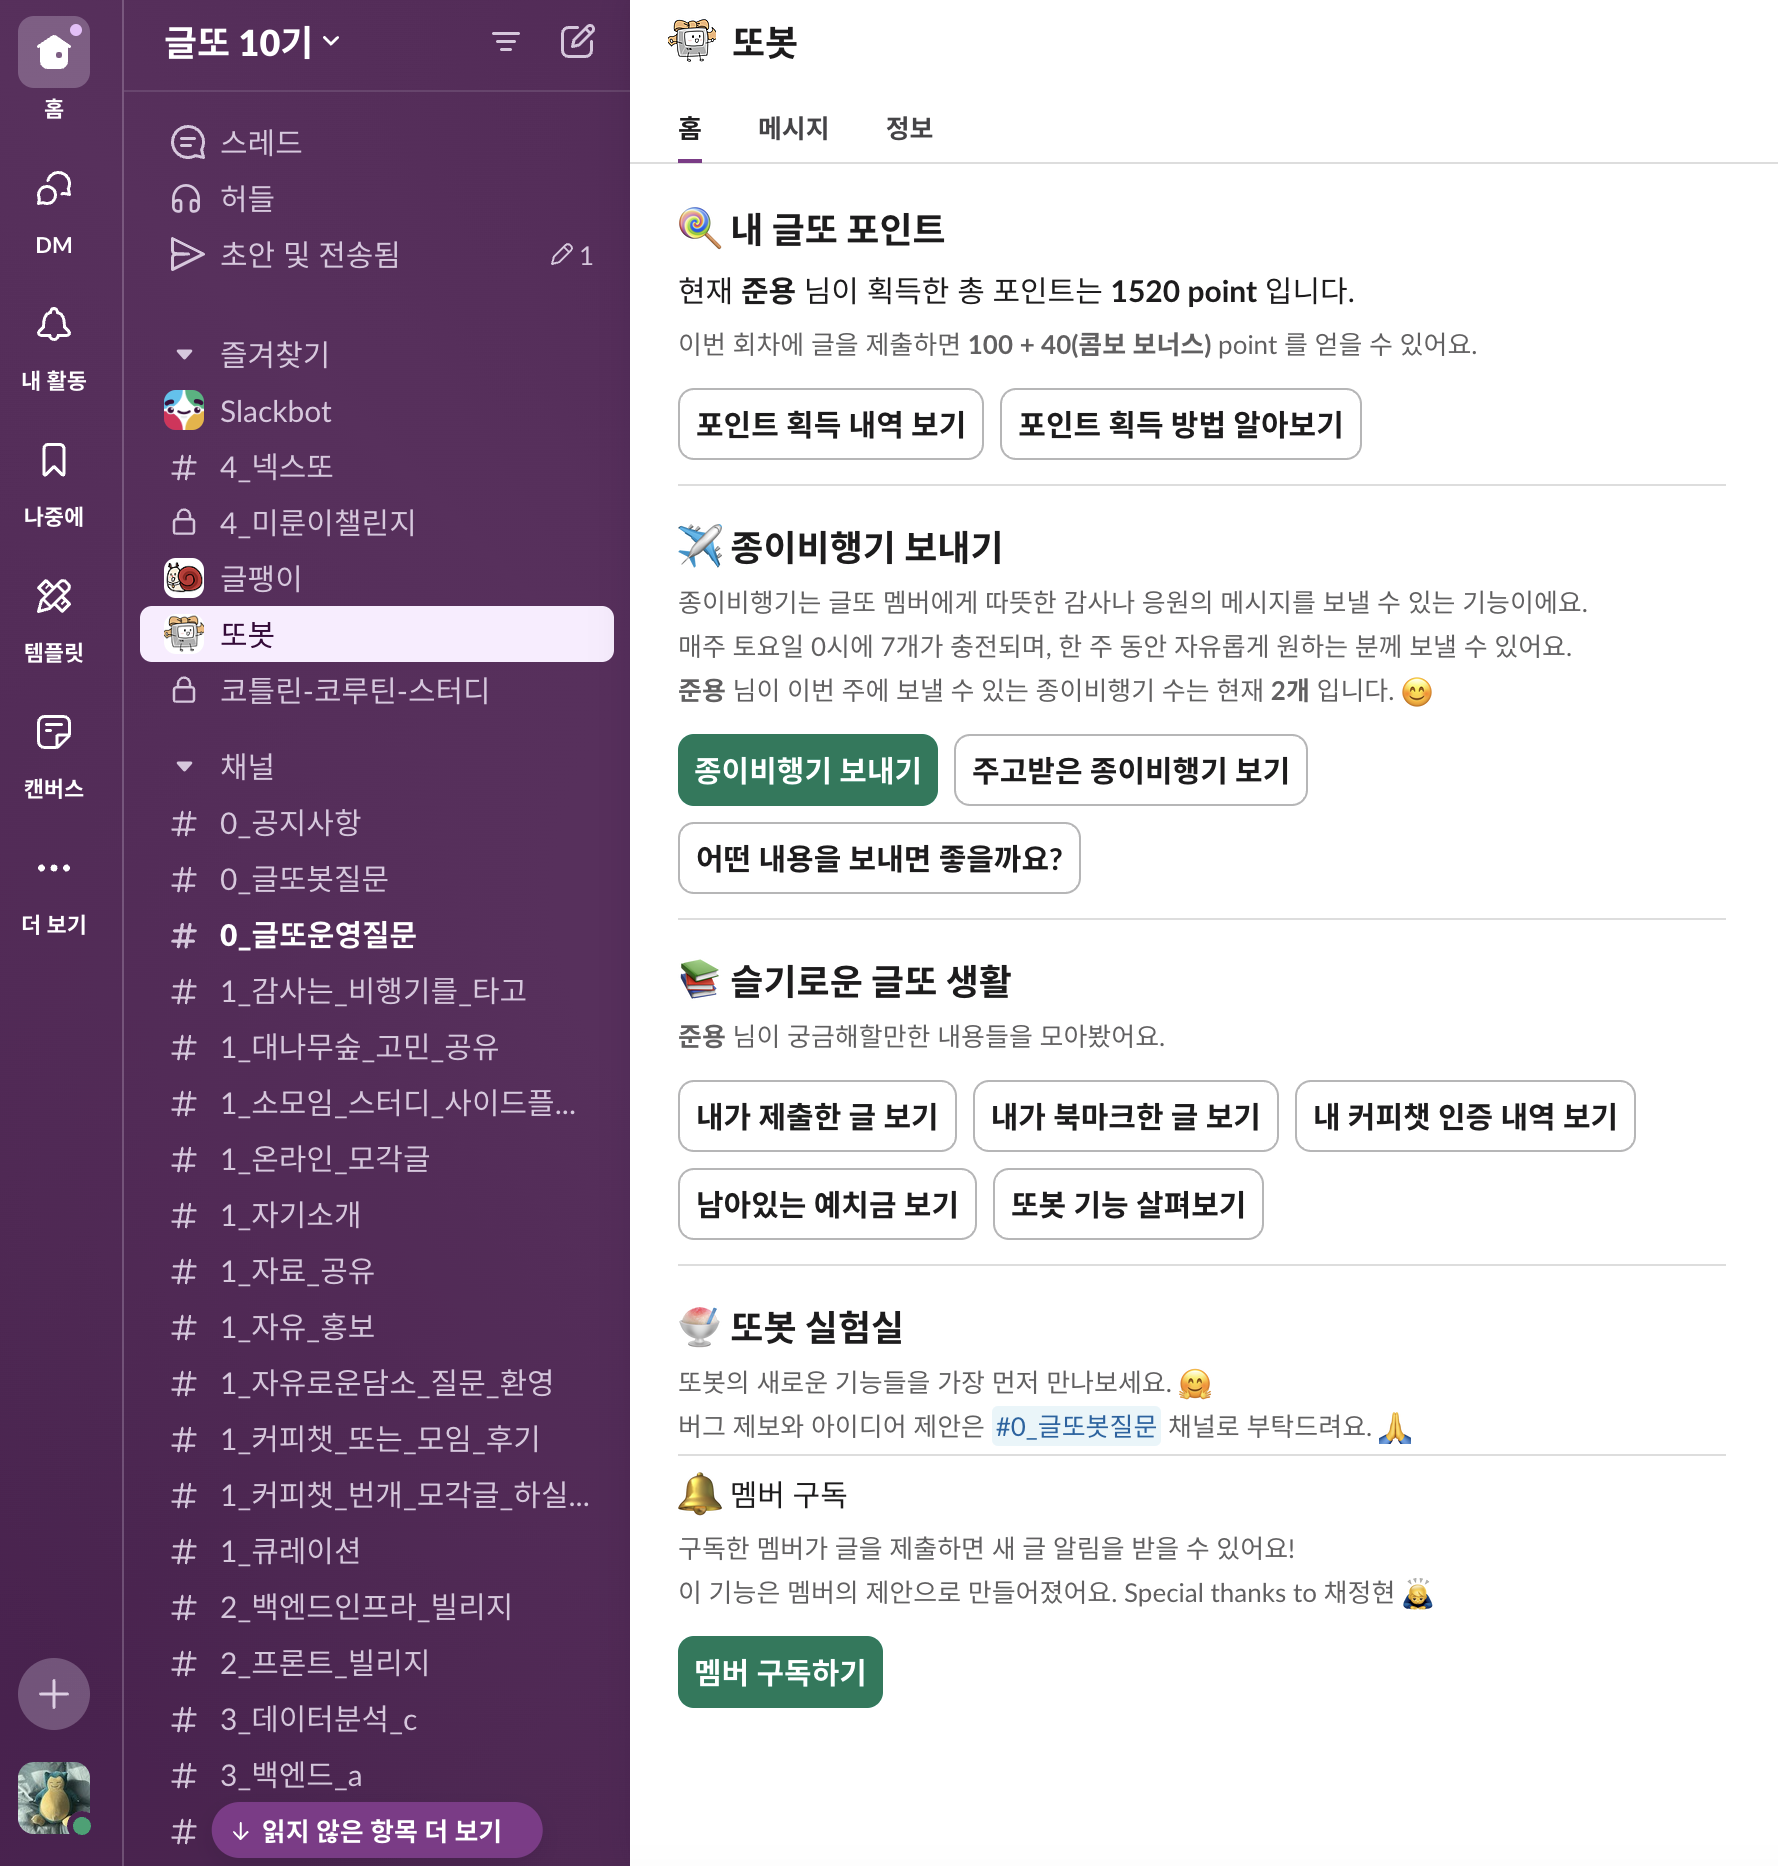 홈
DM
내 활동
나중에
템플릿
캔버스
더 보기
글또 10기
스레드
허들
초안 및 전송됨
1
즐겨찾기
Slackbot
4_넥스또
4_미룬이챌린지
글팽이
또봇
코틀린-코루틴-스터디
채널
# 0_공지사항
# 0_글또봇질문
# 0_글또운영질문
# 1_감사는_비행기를_타고
# 1_대나무숲_고민_공유
# 1_소모임_스터디_사이드플...
# 1_온라인_모각글
# 1_자기소개
# 1_자료_공유
# 1_자유_홍보
# 1_자유로운담소_질문_환영
# 1_커피챗_또는_모임_후기
# 1_커피챗_번개_모각글_하실...
# 1_큐레이션
# 2_백엔드인프라_빌리지
# 2_프론트_빌리지
# 3_데이터분석_c
# 3_백엔드_a
#
↓ 읽지 않은 항목 더 보기
또봇
홈 메시지 정보
🍭 내 글또 포인트
현재 준용 님이 획득한 총 포인트는 1520 point 입니다.
이번 회차에 글을 제출하면 100 + 40(콤보 보너스) point 를 얻을 수 있어요.
포인트 획득 내역 보기 포인트 획득 방법 알아보기
✈️ 종이비행기 보내기
종이비행기는 글또 멤버에게 따뜻한 감사나 응원의 메시지를 보낼 수 있는 기능이에요.
매주 토요일 0시에 7개가 충전되며, 한 주 동안 자유롭게 원하는 분께 보낼 수 있어요.
준용 님이 이번 주에 보낼 수 있는 종이비행기 수는 현재 2개 입니다. 😊
종이비행기 보내기 주고받은 종이비행기 보기
어떤 내용을 보내면 좋을까요?
📚 슬기로운 글또 생활
준용 님이 궁금해할만한 내용들을 모아봤어요.
내가 제출한 글 보기 내가 북마크한 글 보기 내 커피챗 인증 내역 보기
남아있는 예치금 보기 또봇 기능 살펴보기
🍧 또봇 실험실
또봇의 새로운 기능들을 가장 먼저 만나보세요. 🤗
버그 제보와 아이디어 제안은 #0_글또봇질문 채널로 부탁드려요. 🙏
🔔 멤버 구독
구독한 멤버가 글을 제출하면 새 글 알림을 받을 수 있어요!
이 기능은 멤버의 제안으로 만들어졌어요. Special thanks to 채정현 🙇
멤버 구독하기